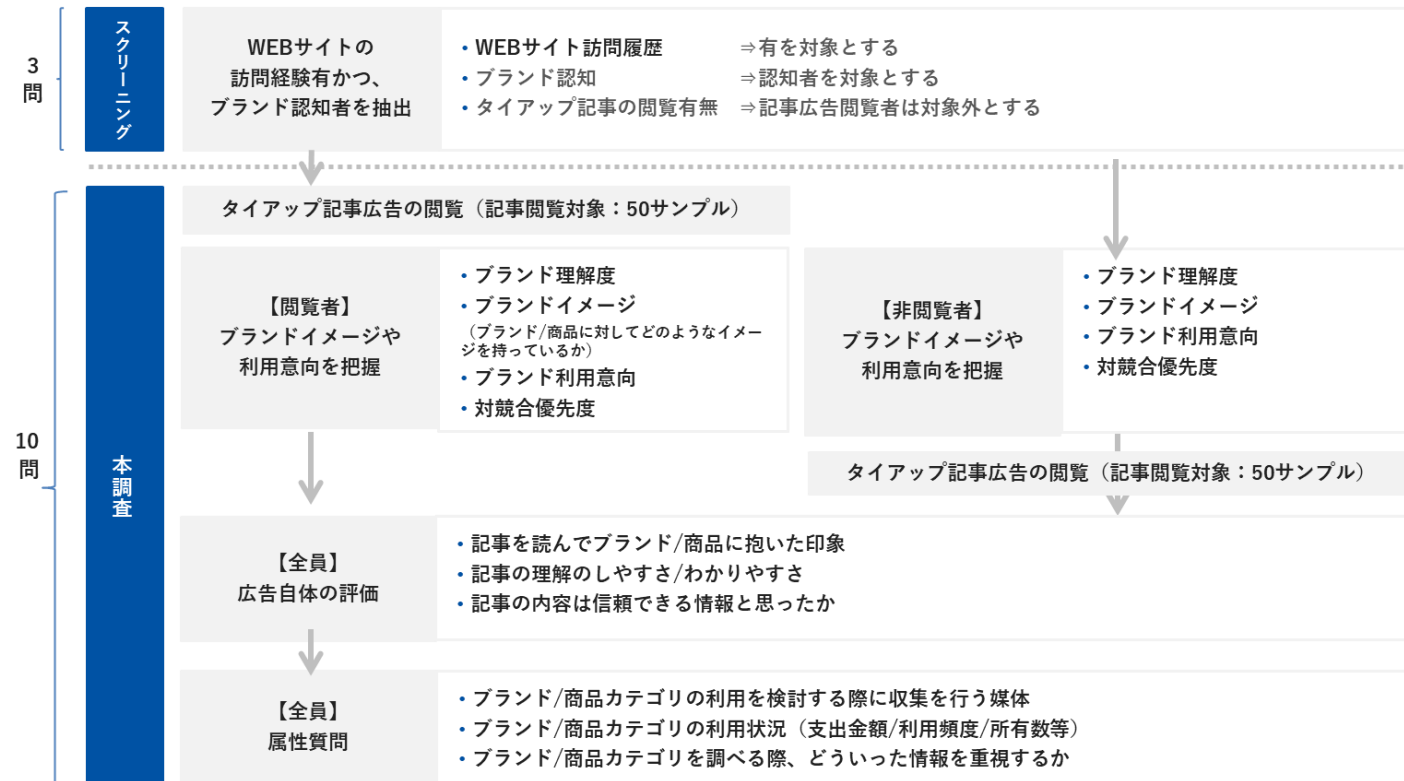 3
問
スクリーニング
WEBサイトの
訪問経験有かつ、
ブランド認知者を抽出
・WEBサイト訪問履歴 ⇒有を対象とする
・ブランド認知 ⇒認知者を対象とする
・タイアップ記事の閲覧有無 ⇒記事広告閲覧者は対象外とする
10
問
本調査
タイアップ記事広告の閲覧（記事閲覧対象：50サンプル）
【閲覧者】
ブランドイメージや
利用意向を把握
・ブランド理解度
・ブランドイメージ
（ブランド/商品に対してどのようなイメー
ジを持っているか）
・ブランド利用意向
・対競合優先度
【非閲覧者】
ブランドイメージや
利用意向を把握
・ブランド理解度
・ブランドイメージ
・ブランド利用意向
・対競合優先度
タイアップ記事広告の閲覧（記事閲覧対象：50サンプル）
【全員】
広告自体の評価
・記事を読んでブランド/商品に抱いた印象
・記事の理解のしやすさ/わかりやすさ
・記事の内容は信頼できる情報と思ったか
【全員】
属性質問
・ブランド/商品カテゴリの利用を検討する際に収集を行う媒体
・ブランド/商品カテゴリの利用状況（支出金額/利用頻度/所有数等）
・ブランド/商品カテゴリを調べる際、どういった情報を重視するか